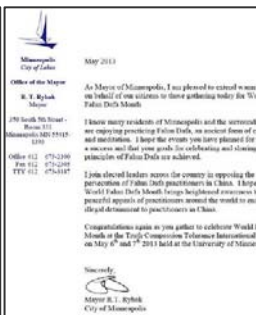 Minneapolis
City of Lakes
Office of the Mayor
R. T. Rybak
Mayor
350 South 5th Street -
Room 331
Minneapolis MN 55415-
Office 612 673-2100
Fax 612 673-2305
TTY 612 673-3187
May 2013
As Mayor of Minneapolis, I am pleased to extend warm
on behalf of our citizens to those gathering today for Wo
Falun Dafa Month
I know many residents of Minneapolis and the surround
are enjoying practicing Falun Dafa, an ancient form of
and meditation. I hope the events you have planned for
a success and that your goals for celebrating and sharing
principles of Falun Dafa are achieved.
I join elected leaders across the country in opposing the
persecution of Falun Dafa practitioners in China. I hope
World Falun Dafa Month brings heightened awareness
peaceful appeals of practitioners around the world to en
illegal detainment to practitioners in China.
Congratulations again as you gather to celebrate World
Month at the Truth Compassion Tolerance International
on May 6th and 7th 2013 held at the University of Minne
Sincerely,
Mayor R.T. Rybak
City of Minneapolis